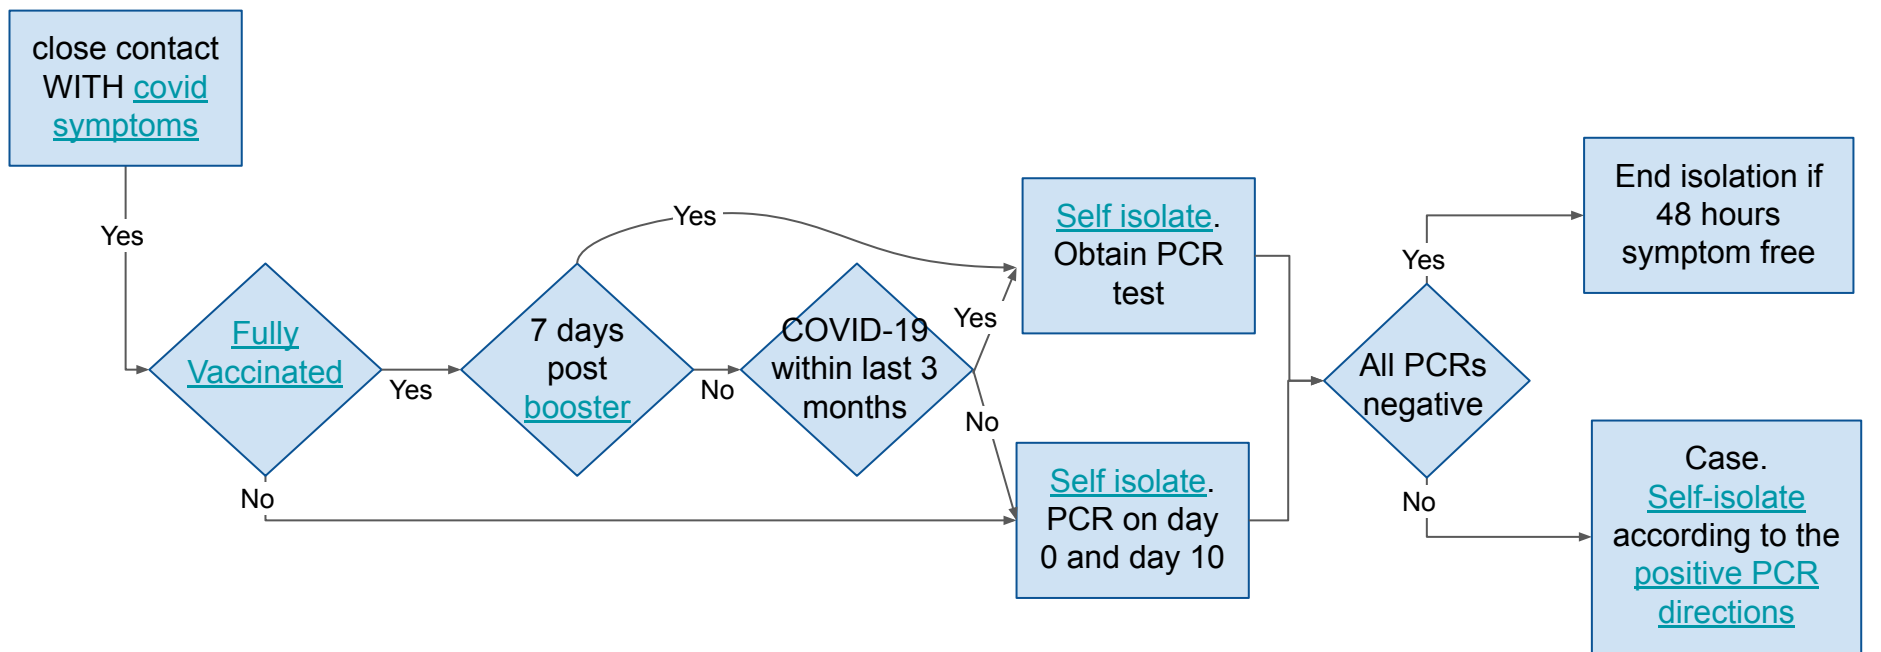 close contact
WITH covid
symptoms
Yes
Fully
Vaccinated
Yes
No
7 days
post
booster
Yes
No
COVID-19
within last 3
months
Yes
No
Self isolate.
Obtain PCR
test
Self isolate.
PCR on day
0 and day 10
All PCRs
negative
Yes
No
End isolation if
48 hours
symptom free
Case.
Self-isolate
according to the
positive PCR
directions